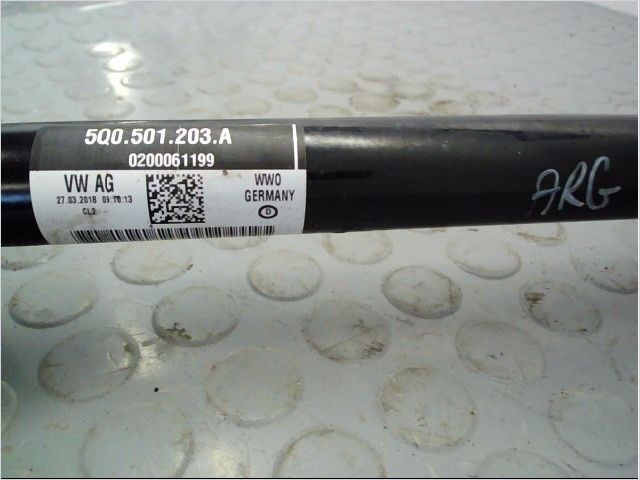 5Q0.501.203.A
0200061199
VW AG
27.03.2018 09:10:13
CL2
WWO
GERMANY
D
ARG